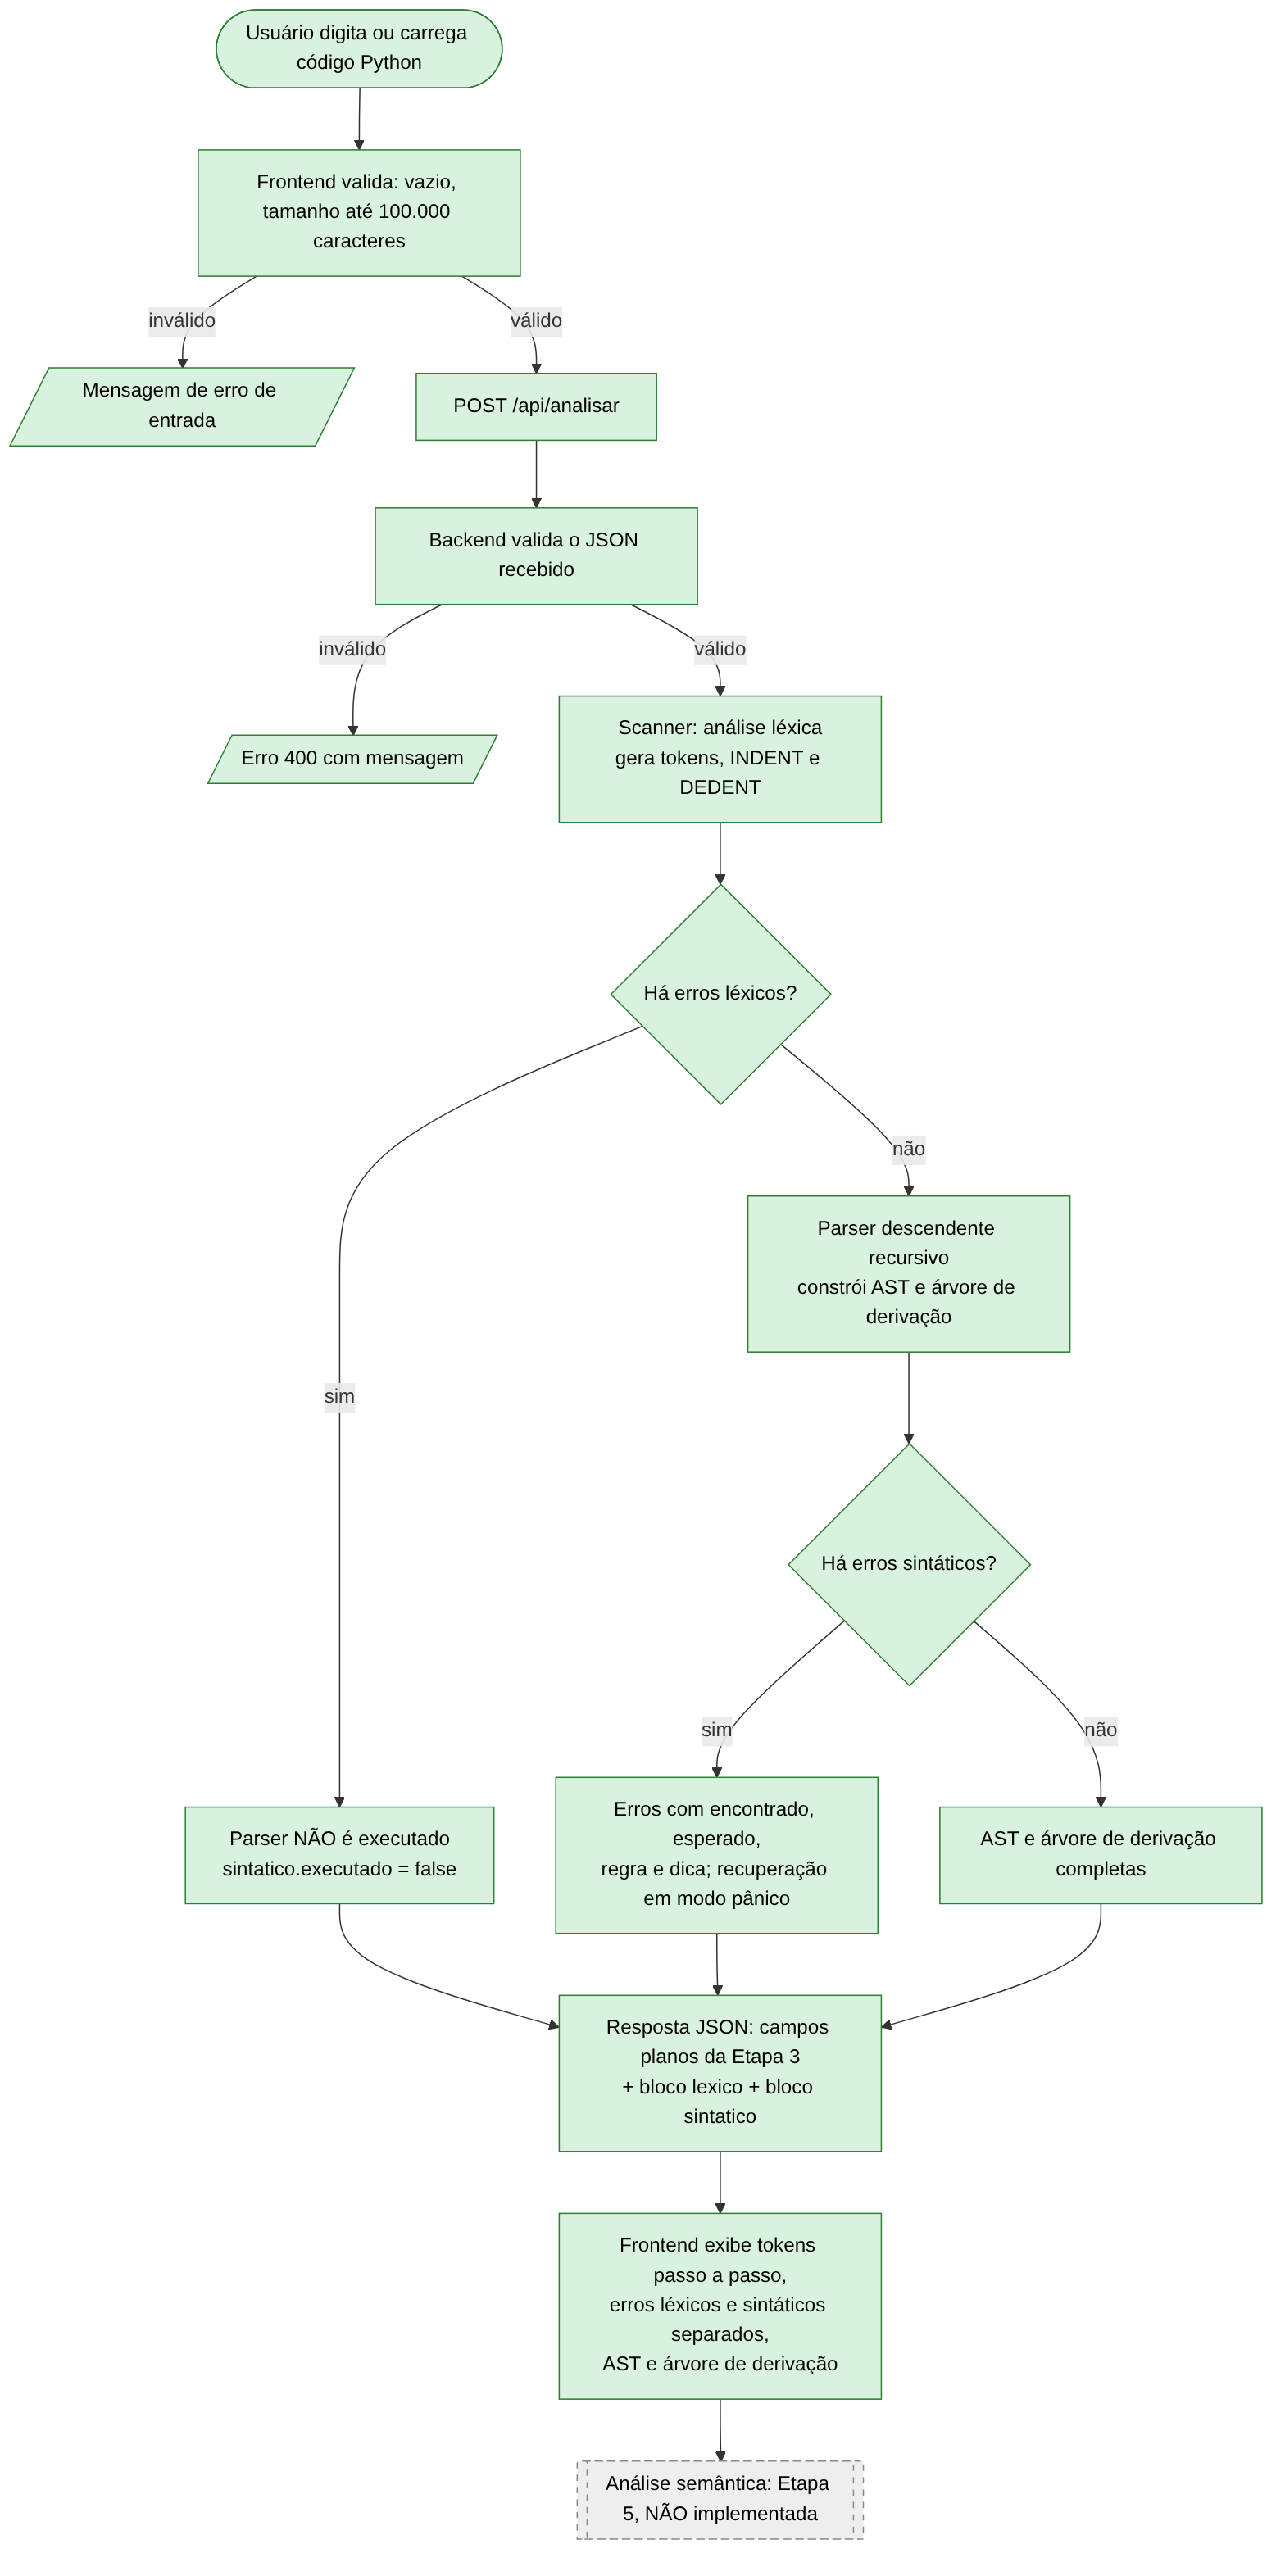 Usuário digita ou carrega
código Python
Frontend valida: vazio,
tamanho até 100.000
caracteres
inválido
válido
Mensagem de erro de
entrada
POST /api/analisar
Backend valida o JSON
recebido
inválido
válido
Erro 400 com mensagem
Scanner: análise léxica
gera tokens, INDENT e
DEDENT
Há erros léxicos?
não
Parser descendente
recursivo
constrói AST e árvore de
derivação
sim
Há erros sintáticos?
sim
não
Parser NÃO é executado
sintatico.executado = false
Erros com encontrado,
esperado,
regra e dica; recuperação
em modo pânico
AST e árvore de derivação
completas
Resposta JSON: campos
planos da Etapa 3
+ bloco lexico + bloco
sintatico
Frontend exibe tokens
passo a passo,
erros léxicos e sintáticos
separados,
AST e árvore de derivação
Análise semântica: Etapa
5, NÃO implementada